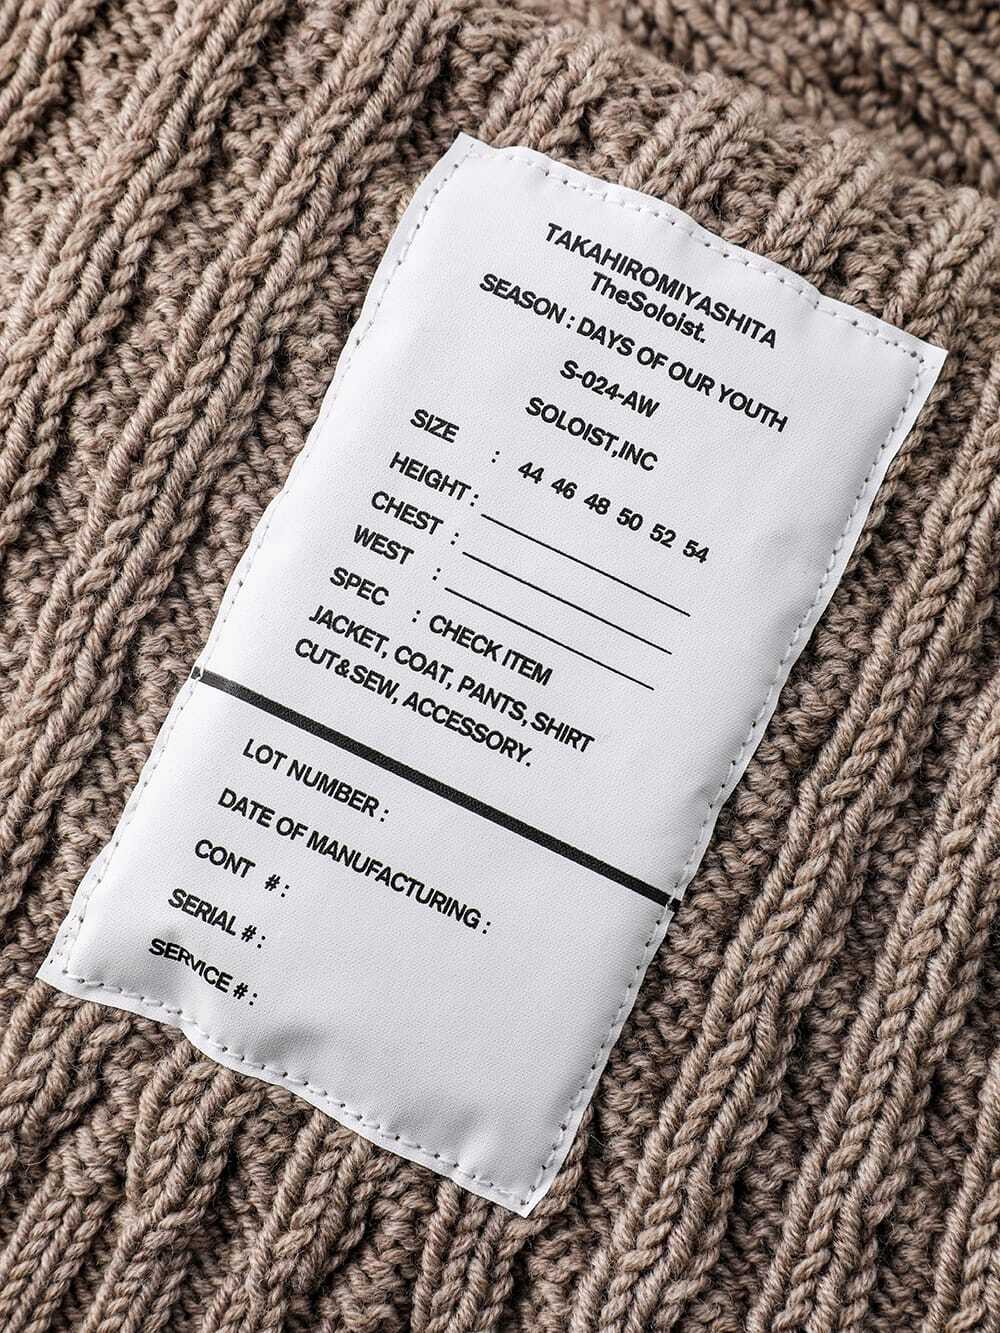 TAKAHIROMIYASHITA
TheSoloist.
SEASON : DAYS OF OUR YOUTH
S-024-AW
SOLOIST,INC
SIZE : 44 46 48 50 52 54
HEIGHT :
CHEST :
WEST :
SPEC : CHECK ITEM
JACKET, COAT, PANTS, SHIRT
CUT&SEW, ACCESSORY.
LOT NUMBER :
DATE OF MANUFACTURING :
CONT # :
SERIAL # :
SERVICE # :